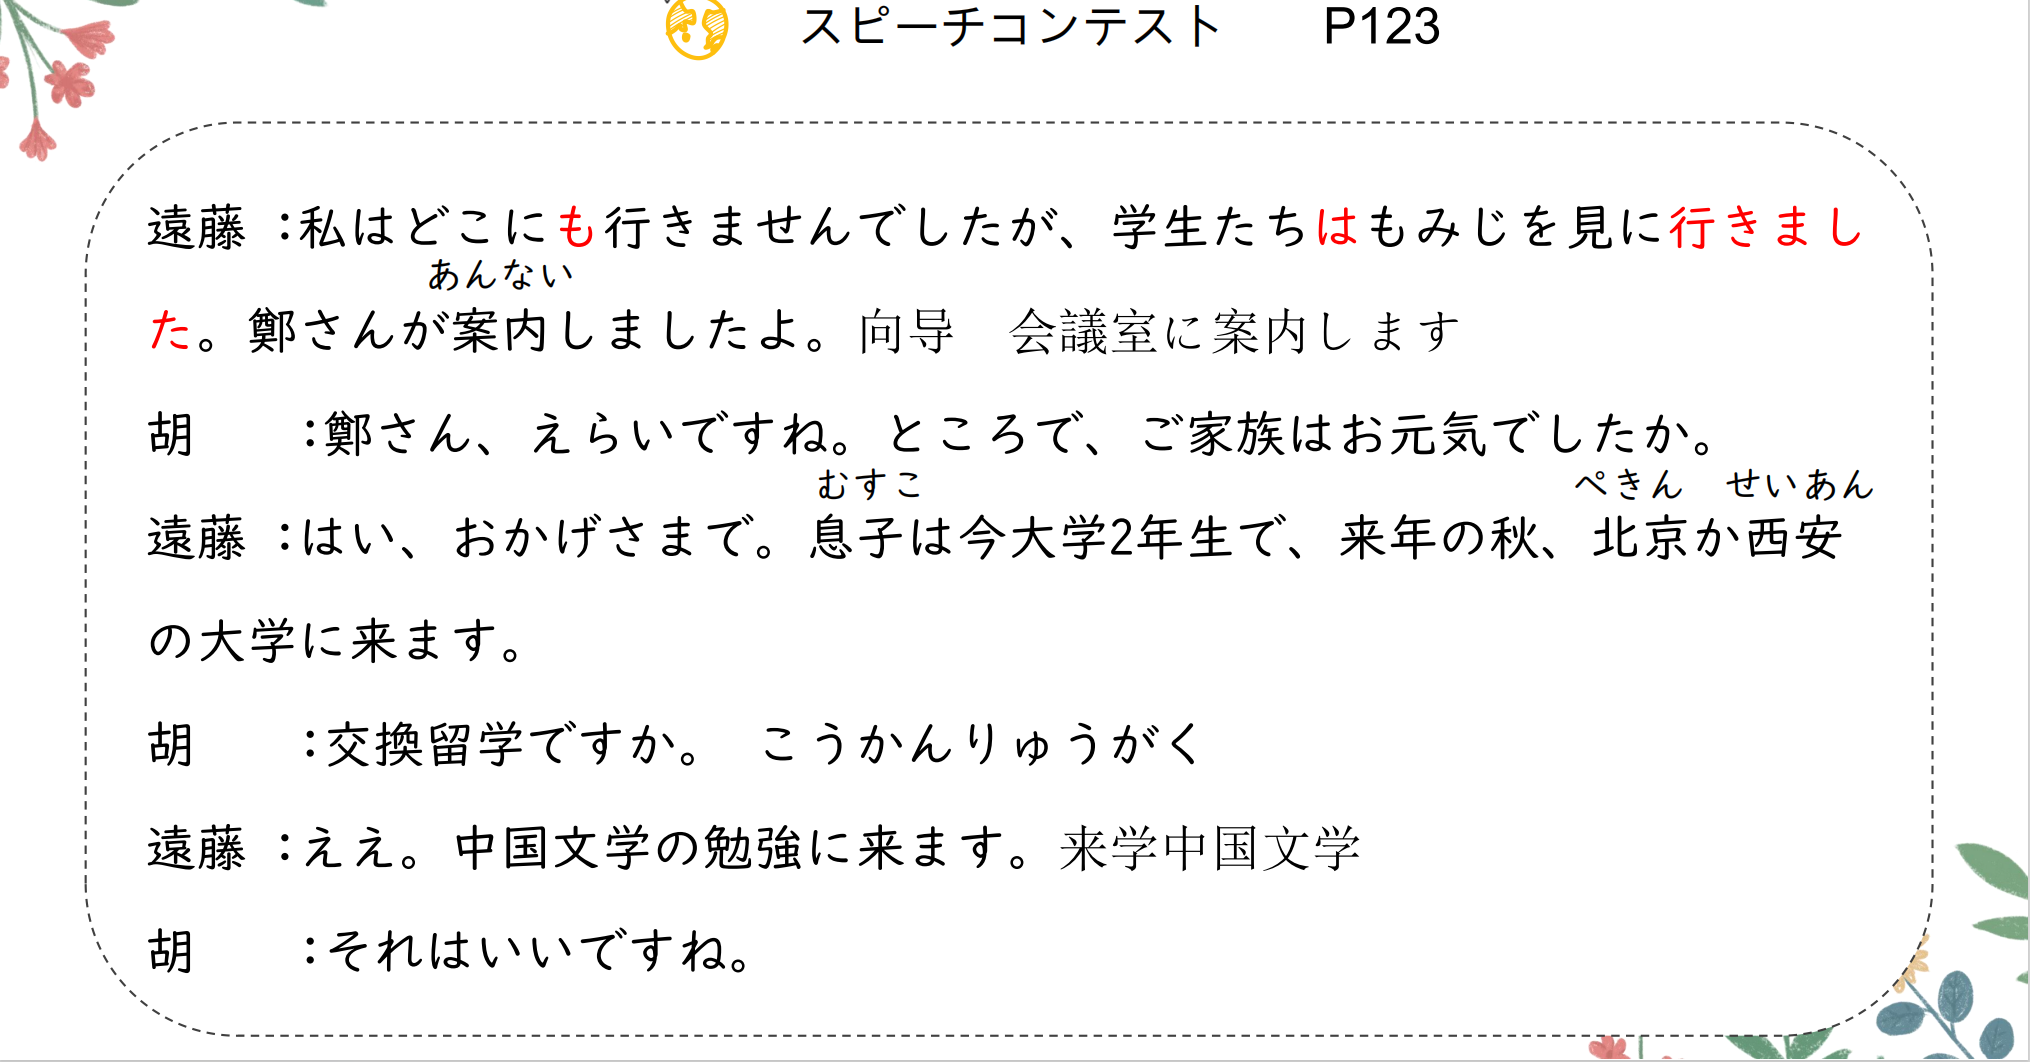 スピーチコンテスト　　P123
遠藤 ：私はどこにも行きませんでしたが、学生たちはもみじを見に行きまし
あんない
た。鄭さんが案内しましたよ。向导　会議室に案内します
胡　　：鄭さん、えらいですね。ところで、ご家族はお元気でしたか。
むすこ　ぺきん　せいあん
遠藤 ：はい、おかげさまで。息子は今大学2年生で、来年の秋、北京か西安
の大学に来ます。
胡　　：交換留学ですか。　こうかんりゅうがく
遠藤 ：ええ。中国文学の勉強に来ます。来学中国文学
胡　　：それはいいですね。